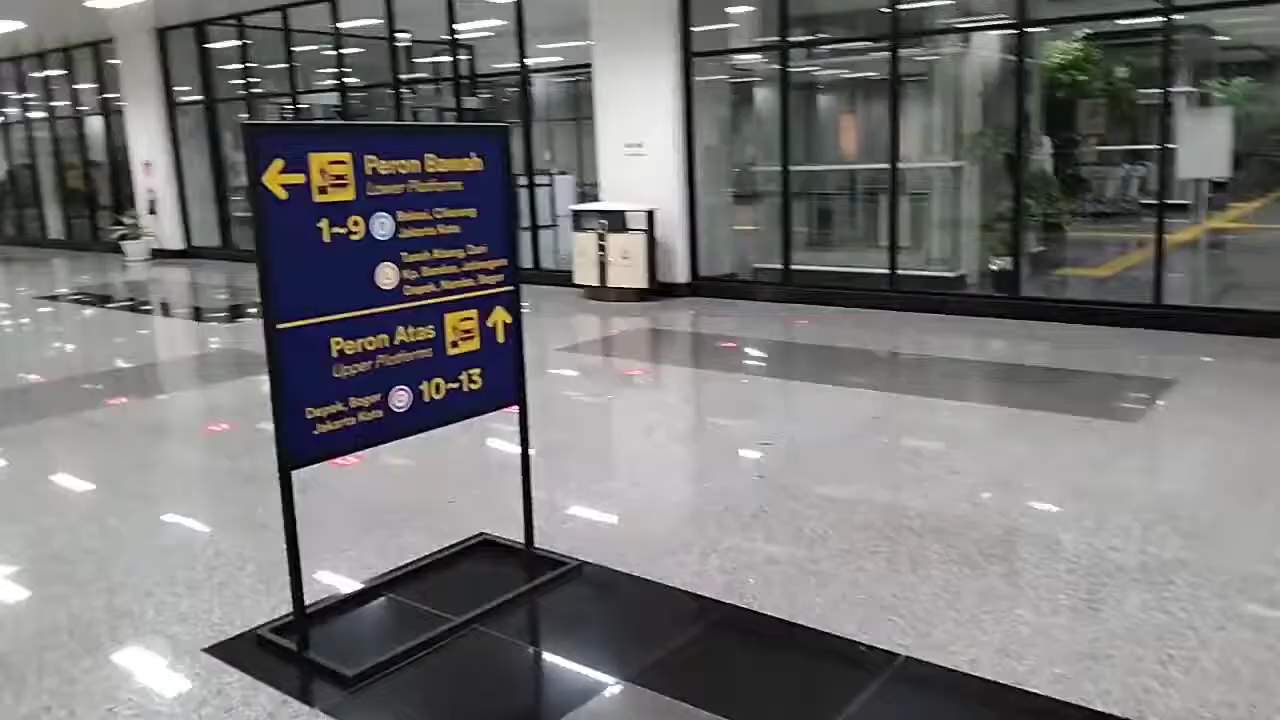 Peron Bawah
Lower Platforms
1~9
Bekasi, Cikarang
Jakarta Kota
Tanah Abang, Duri
Kp. Bandan, Jatinegara
Depok, Nambo, Bogor
Peron Atas
Upper Platforms
10~13
Depok, Bogor
Jakarta Kota